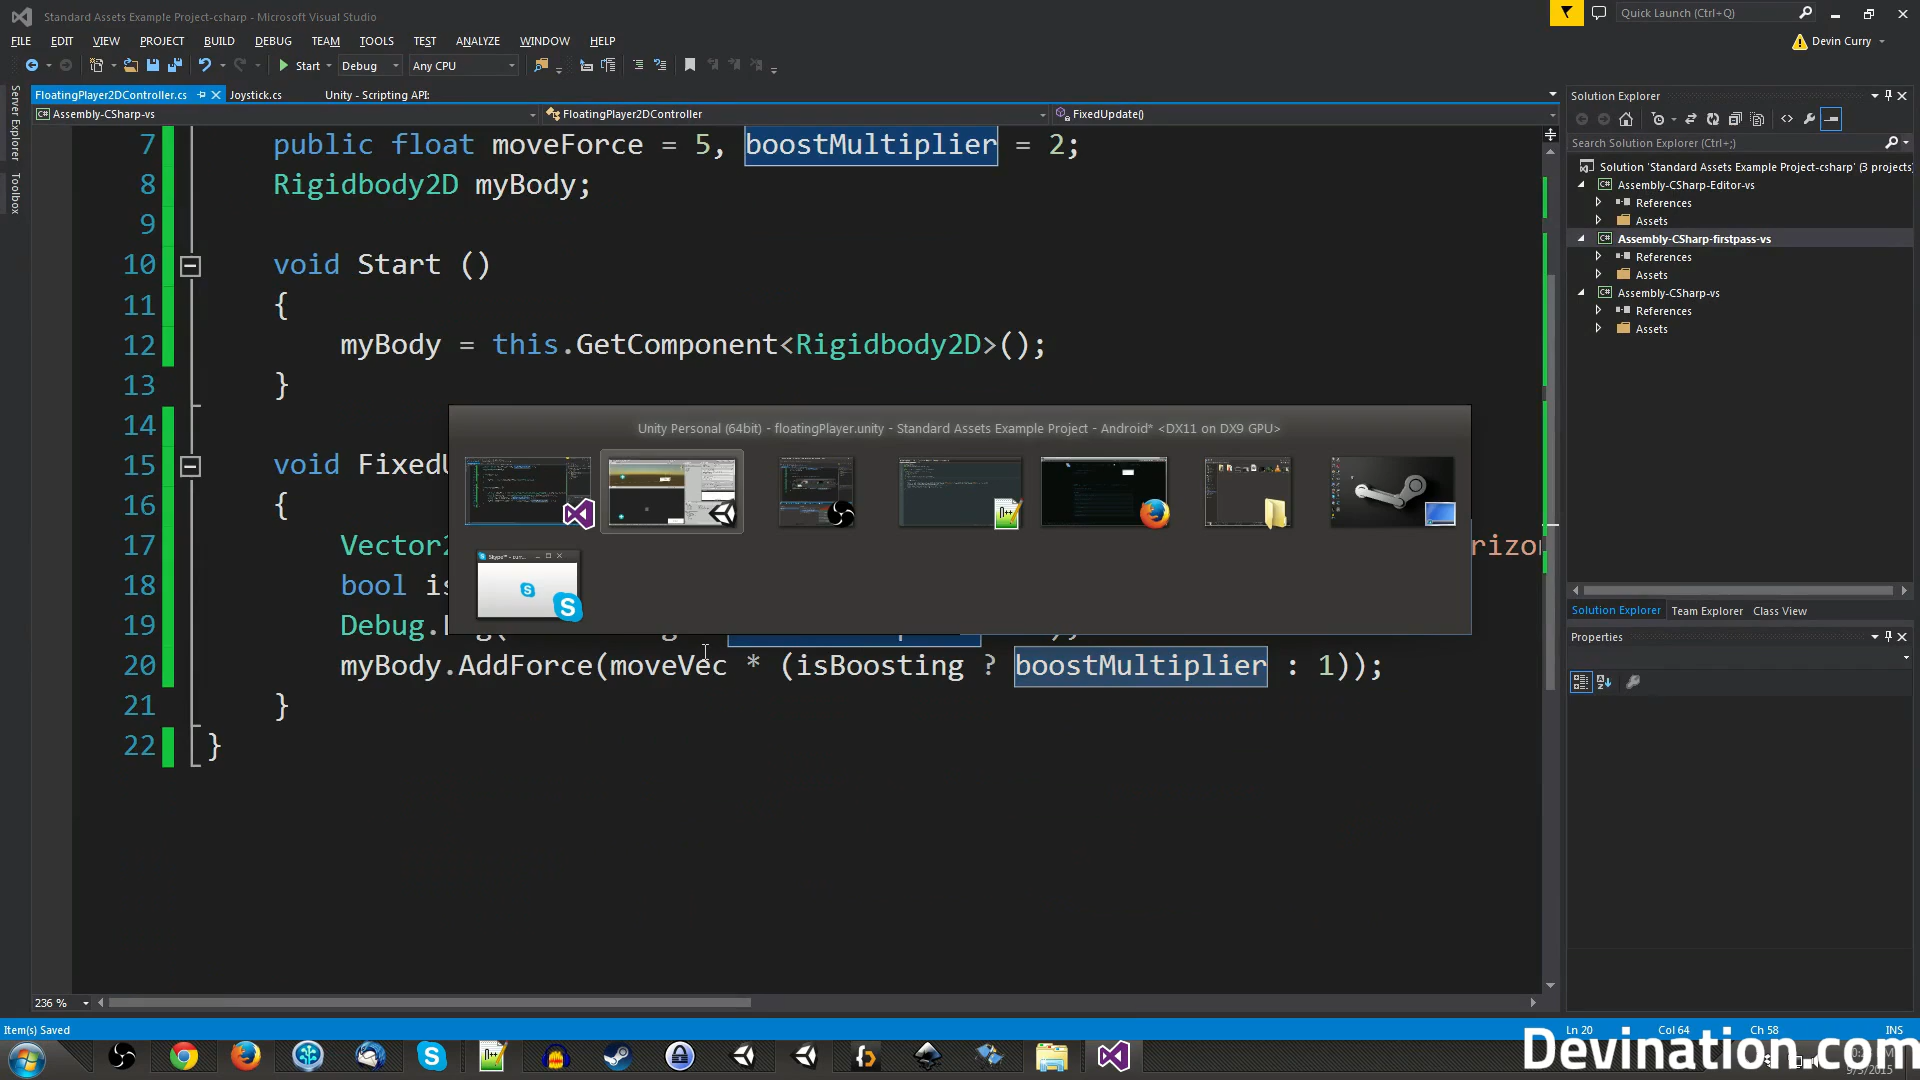 Standard Assets Example Project-csharp - Microsoft Visual Studio
Quick Launch (Ctrl+Q)
FILE EDIT VIEW PROJECT BUILD DEBUG TEAM TOOLS TEST ANALYZE WINDOW HELP
Devin Curry
Start Debug Any CPU
Server Explorer
Toolbox
FloatingPlayer2DController.cs Joystick.cs Unity - Scripting API:
Assembly-CSharp-vs FloatingPlayer2DController FixedUpdate()
7 public float moveForce = 5, boostMultiplier = 2;
8 Rigidbody2D myBody;
9
10 void Start ()
11 {
12 myBody = this.GetComponent<Rigidbody2D>();
13 }
14
15 void
16 {
17 rizo
18 bool
19 Debug.
20 myBody.AddForce(moveVec * (isBoosting ? boostMultiplier : 1));
21 }
22 }
Unity Personal (64bit) - floatingPlayer.unity - Standard Assets Example Project - Android* <DX11 on DX9 GPU>
236 %
Solution Explorer
Search Solution Explorer (Ctrl+;)
Solution 'Standard Assets Example Project-csharp' (3 projects)
Assembly-CSharp-Editor-vs
References
Assets
Assembly-CSharp-firstpass-vs
References
Assets
Assembly-CSharp-vs
References
Assets
Solution Explorer Team Explorer Class View
Properties
Item(s) Saved Ln 20 Col 64 Ch 58 INS
Devination.com